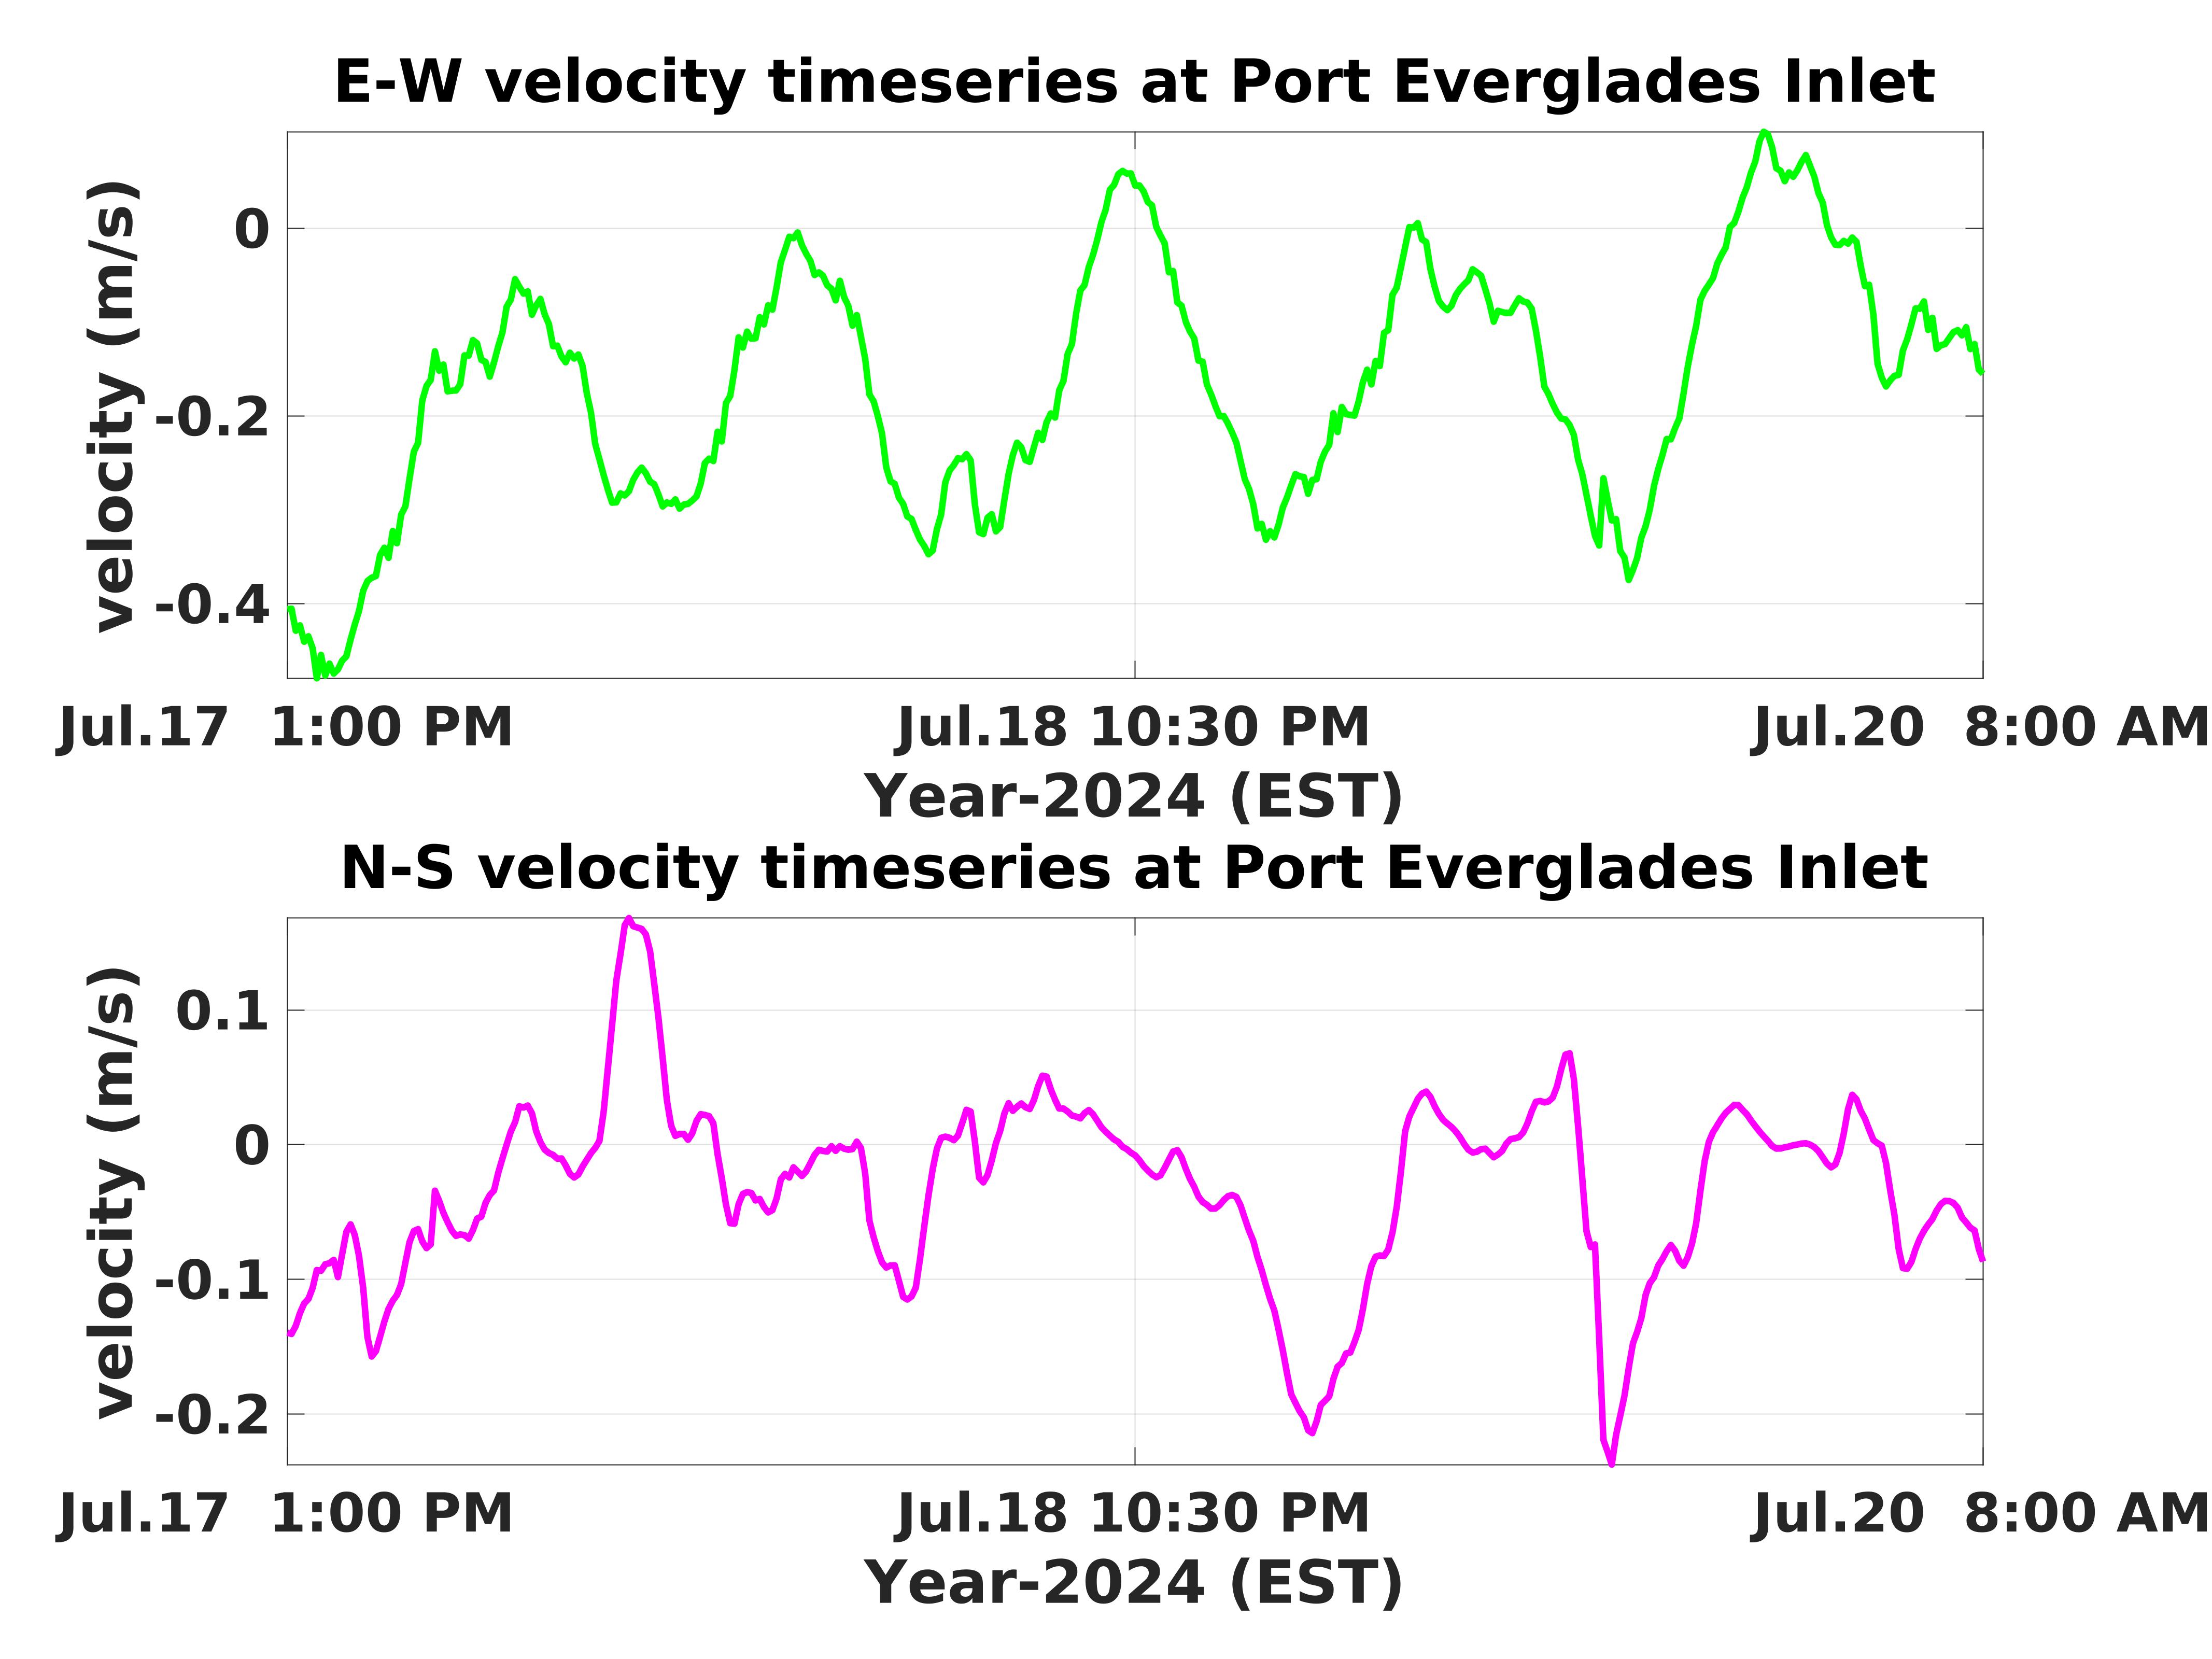 E-W velocity timeseries at Port Everglades Inlet
velocity (m/s)
0
-0.2
-0.4
Jul.17  1:00 PM
Jul.18 10:30 PM
Jul.20  8:00 AM
Year-2024 (EST)
N-S velocity timeseries at Port Everglades Inlet
velocity (m/s)
0.1
0
-0.1
-0.2
Jul.17  1:00 PM
Jul.18 10:30 PM
Jul.20  8:00 AM
Year-2024 (EST)